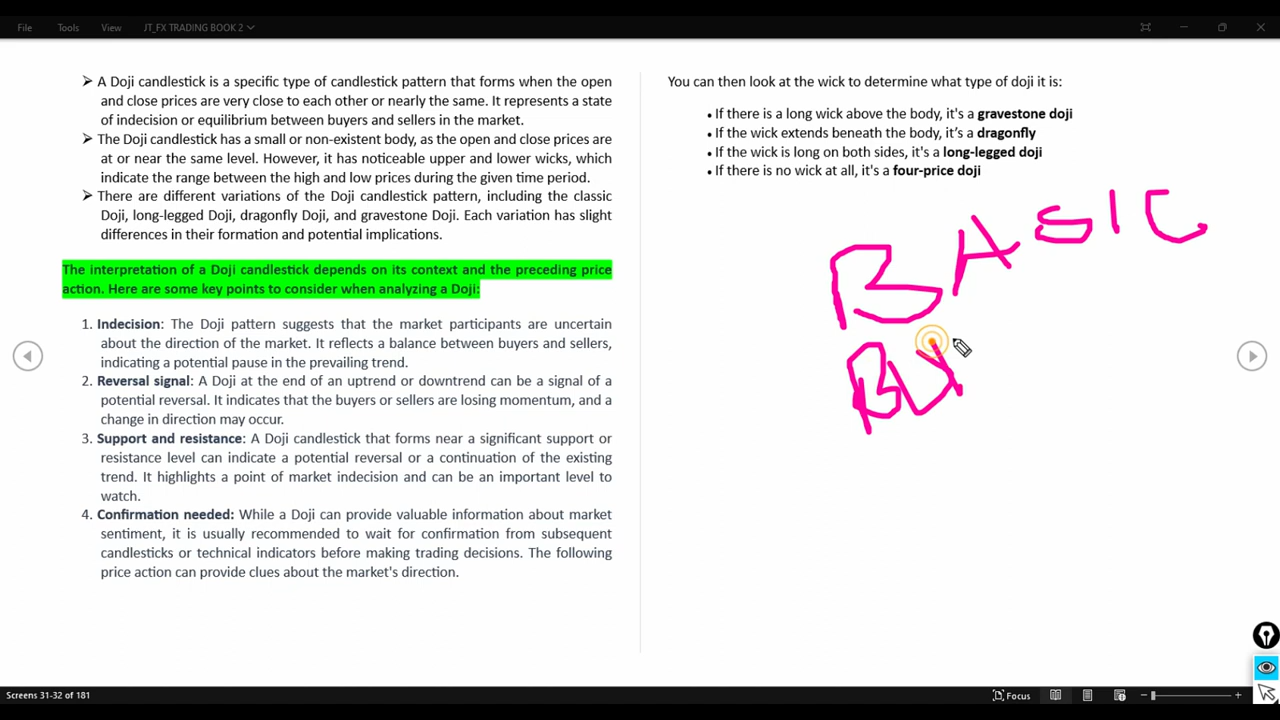 File Tools View JT_FX TRADING BOOK 2
➤ A Doji candlestick is a specific type of candlestick pattern that forms when the open
and close prices are very close to each other or nearly the same. It represents a state
of indecision or equilibrium between buyers and sellers in the market.
➤ The Doji candlestick has a small or non-existent body, as the open and close prices are
at or near the same level. However, it has noticeable upper and lower wicks, which
indicate the range between the high and low prices during the given time period.
➤ There are different variations of the Doji candlestick pattern, including the classic
Doji, long-legged Doji, dragonfly Doji, and gravestone Doji. Each variation has slight
differences in their formation and potential implications.
The interpretation of a Doji candlestick depends on its context and the preceding price
action. Here are some key points to consider when analyzing a Doji:
1. Indecision: The Doji pattern suggests that the market participants are uncertain
about the direction of the market. It reflects a balance between buyers and sellers,
indicating a potential pause in the prevailing trend.
2. Reversal signal: A Doji at the end of an uptrend or downtrend can be a signal of a
potential reversal. It indicates that the buyers or sellers are losing momentum, and a
change in direction may occur.
3. Support and resistance: A Doji candlestick that forms near a significant support or
resistance level can indicate a potential reversal or a continuation of the existing
trend. It highlights a point of market indecision and can be an important level to
watch.
4. Confirmation needed: While a Doji can provide valuable information about market
sentiment, it is usually recommended to wait for confirmation from subsequent
candlesticks or technical indicators before making trading decisions. The following
price action can provide clues about the market's direction.
You can then look at the wick to determine what type of doji it is:
• If there is a long wick above the body, it's a gravestone doji
• If the wick extends beneath the body, it’s a dragonfly
• If the wick is long on both sides, it's a long-legged doji
• If there is no wick at all, it's a four-price doji
BASIC
Screens 31-32 of 181 Focus